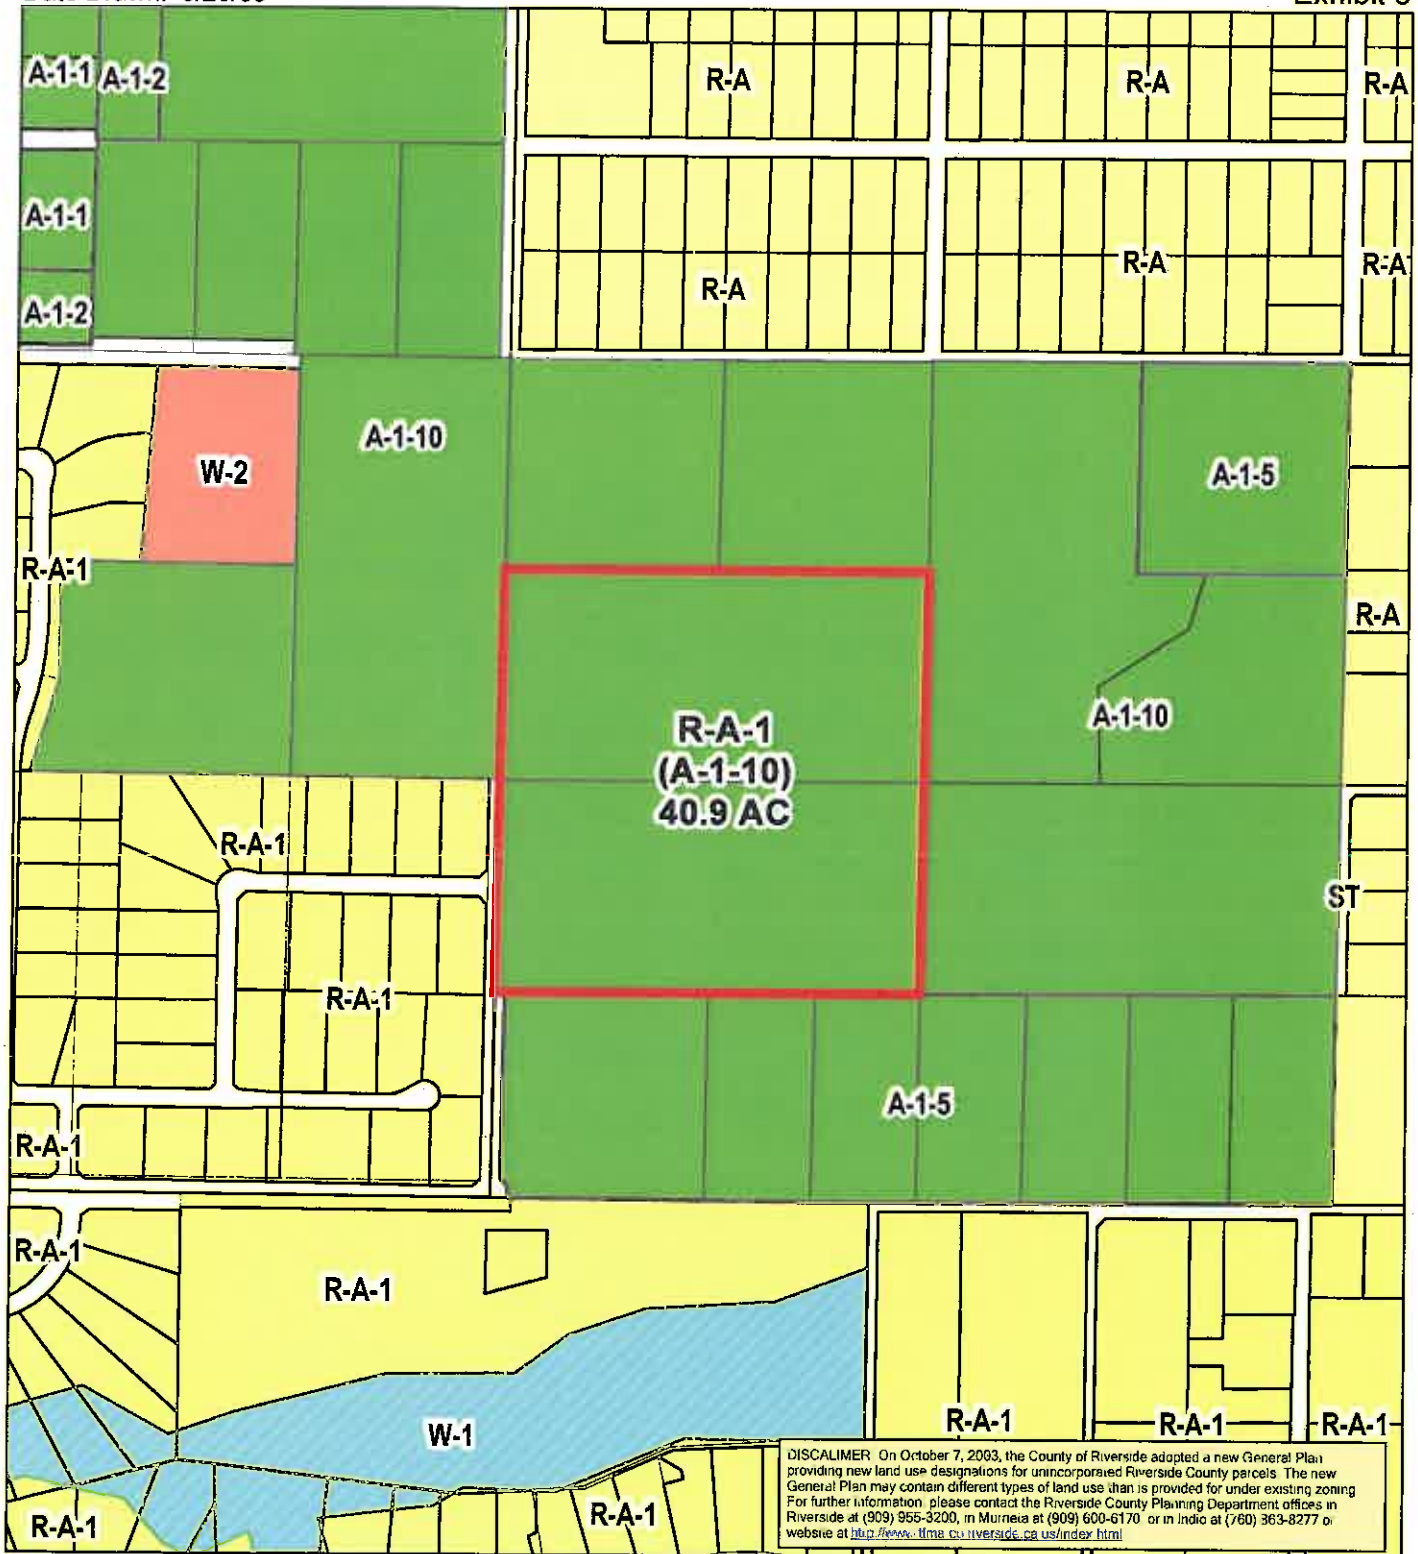 A-1-1 A-1-2 R-A R-A R-A
A-1-1
R-A R-A
A-1-2 R-A
A-1-10
W-2 A-1-5
R-A-1
R-A
R-A-1
(A-1-10)
40.9 AC
A-1-10
R-A-1
ST
R-A-1
A-1-5
R-A-1
R-A-1
R-A-1
W-1
R-A-1 R-A-1 R-A-1
R-A-1 R-A-1
DISCALIMER On October 7, 2003, the County of Riverside adopted a new General Plan
providing new land use designations for unincorporated Riverside County parcels. The new
General Plan may contain different types of land use than is provided for under existing zoning
For further information, please contact the Riverside County Planning Department offices in
Riverside at (909) 955-3200, in Murrieta at (909) 600-6170 or in Indio at (760) 863-8277 or
website at